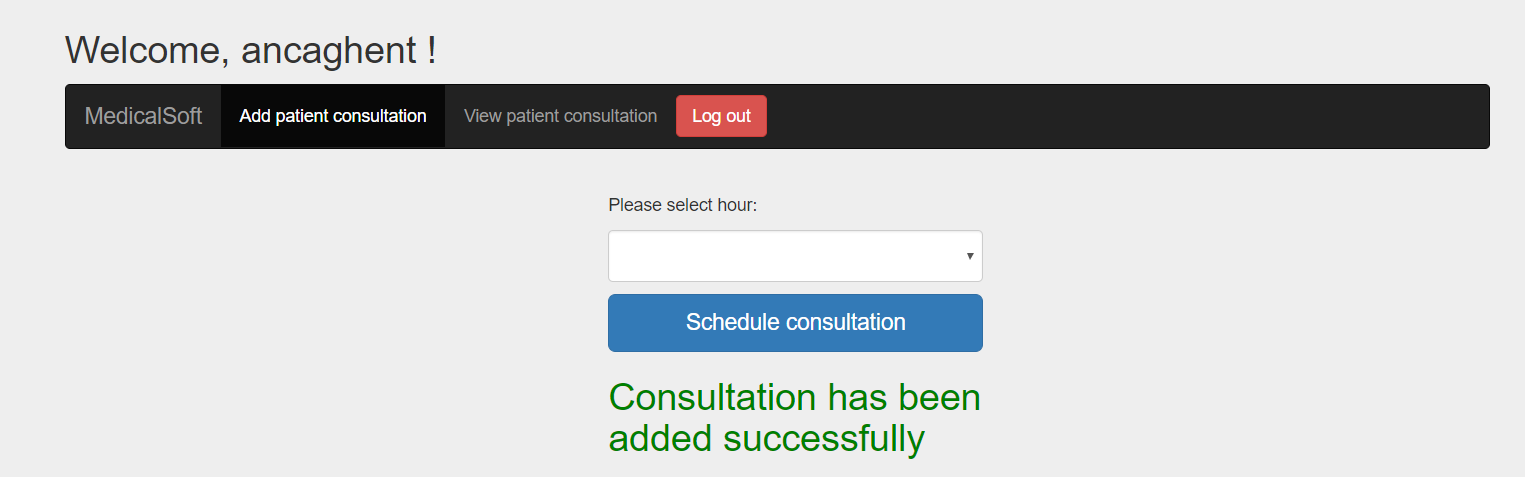 Welcome, ancaghent !
MedicalSoft Add patient consultation View patient consultation Log out
Please select hour:
Schedule consultation
Consultation has been
added successfully